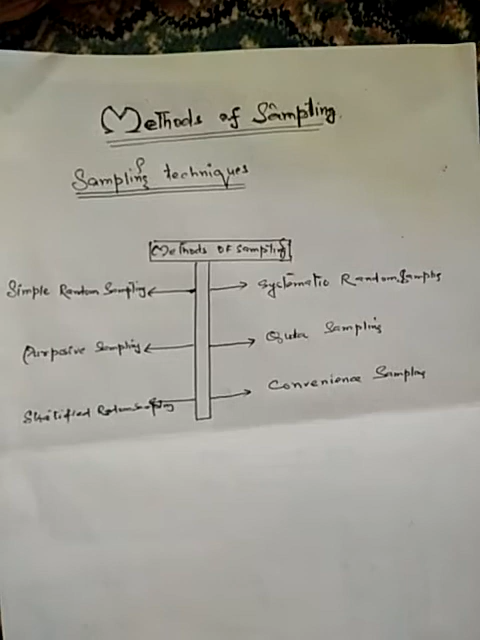 Methods of Sampling.
Sampling techniques
Methods of sampling
Simple Random Sampling
Systematic Random Sampling
Purposive Sampling
Quta Sampling
Stratified Random Sampling
Convenience Sampling